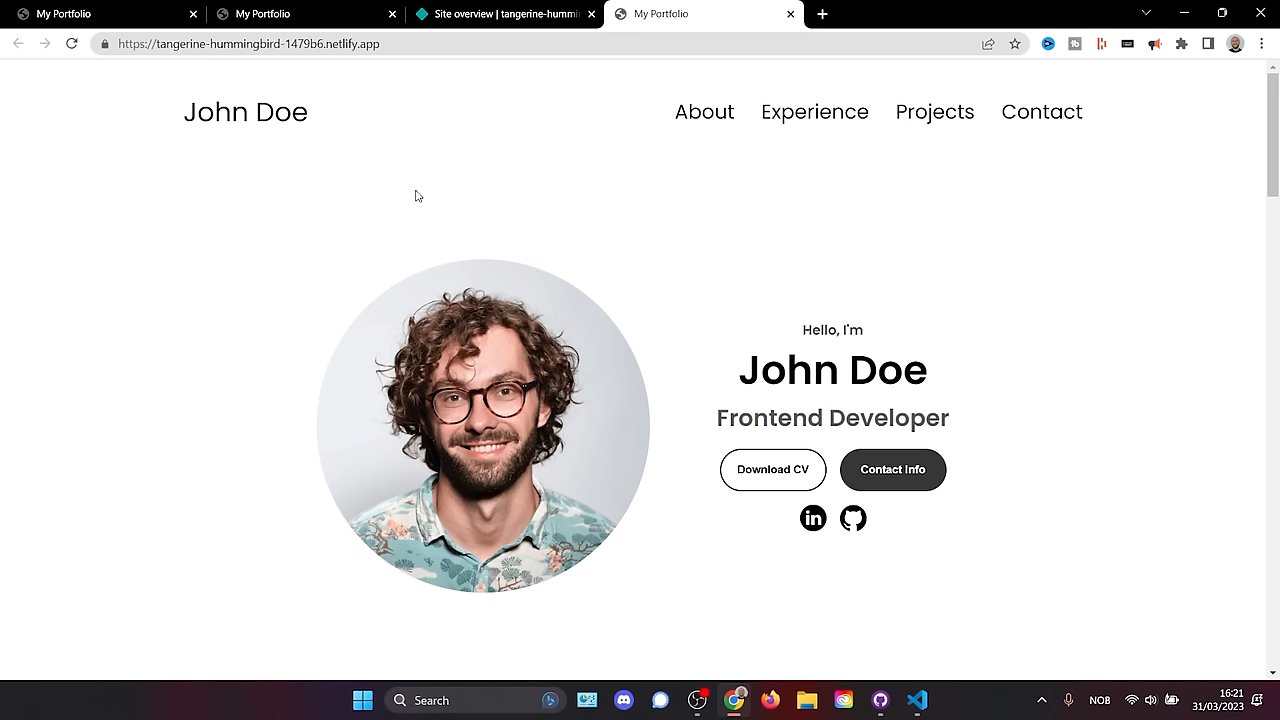 My Portfolio
My Portfolio
Site overview | tangerine-hummi
My Portfolio
https://tangerine-hummingbird-1479b6.netlify.app
John Doe
About Experience Projects Contact
Hello, I'm
John Doe
Frontend Developer
Download CV Contact Info
in
Search
NOB
16:21
31/03/2023